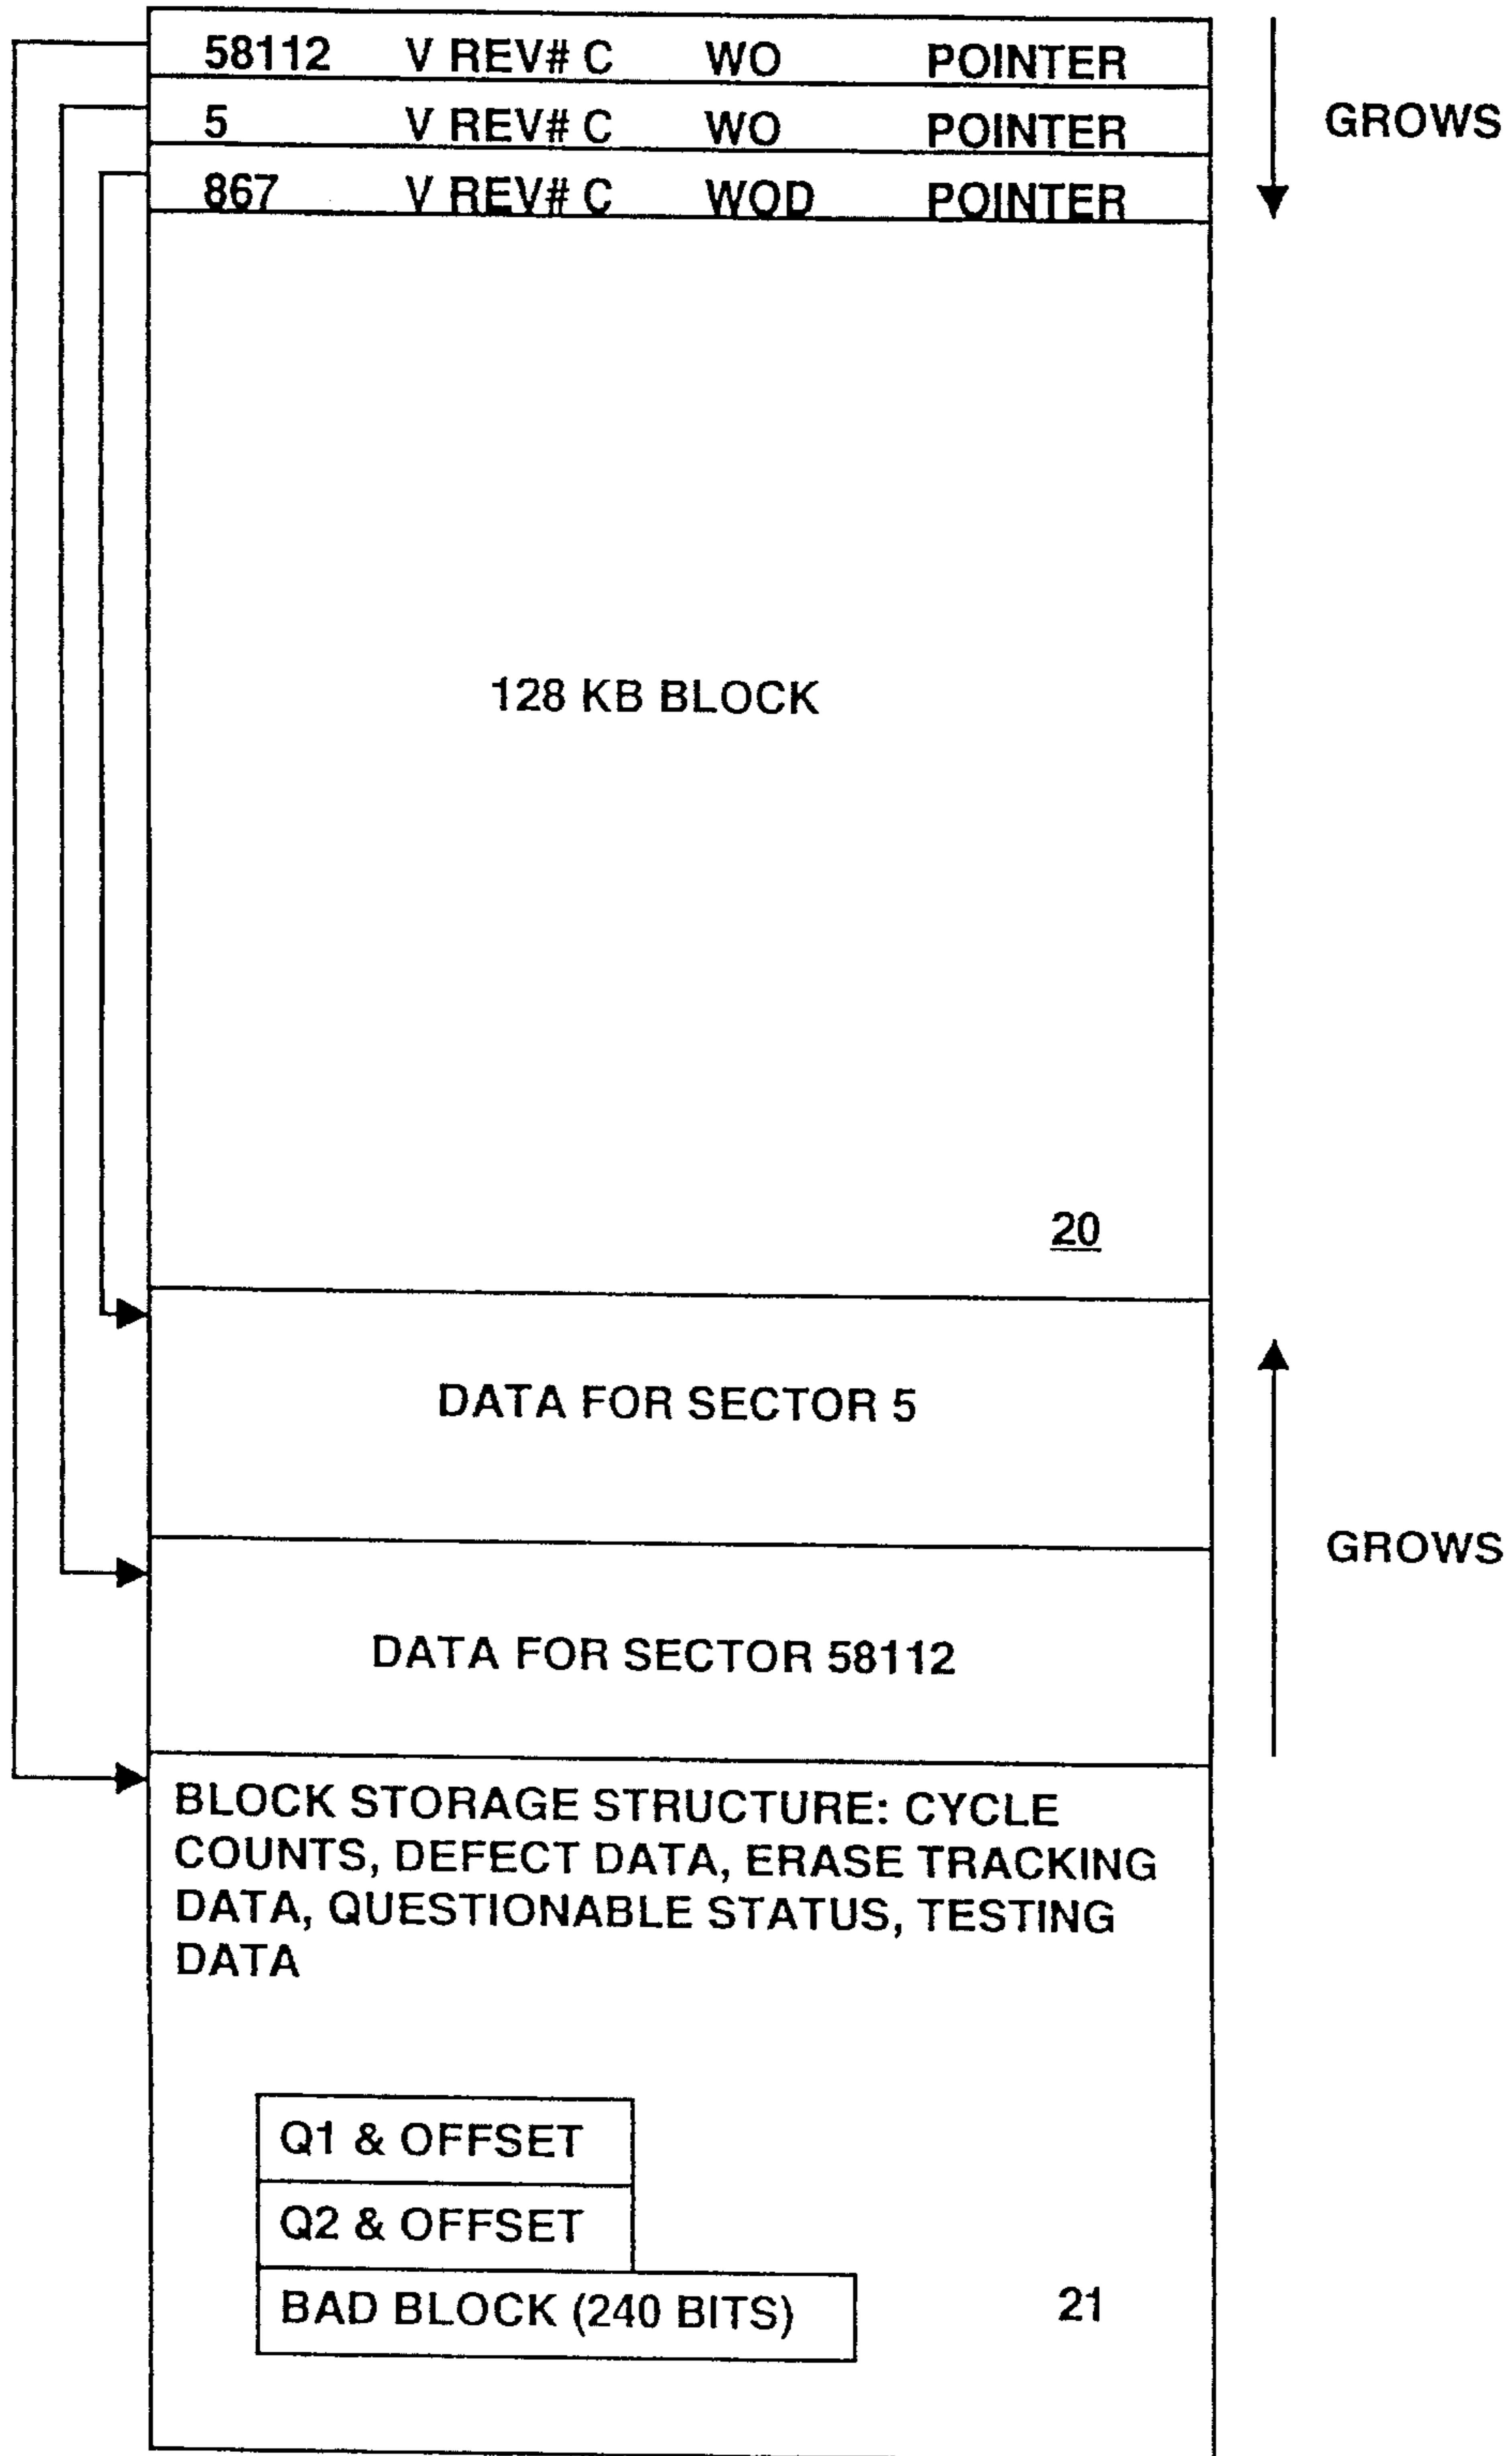 58112 V REV# C WO POINTER
5 V REV# C WO POINTER
867 V REV# C WOD POINTER
GROWS
128 KB BLOCK
20
DATA FOR SECTOR 5
GROWS
DATA FOR SECTOR 58112
BLOCK STORAGE STRUCTURE: CYCLE
COUNTS, DEFECT DATA, ERASE TRACKING
DATA, QUESTIONABLE STATUS, TESTING
DATA
Q1 & OFFSET
Q2 & OFFSET
BAD BLOCK (240 BITS)
21